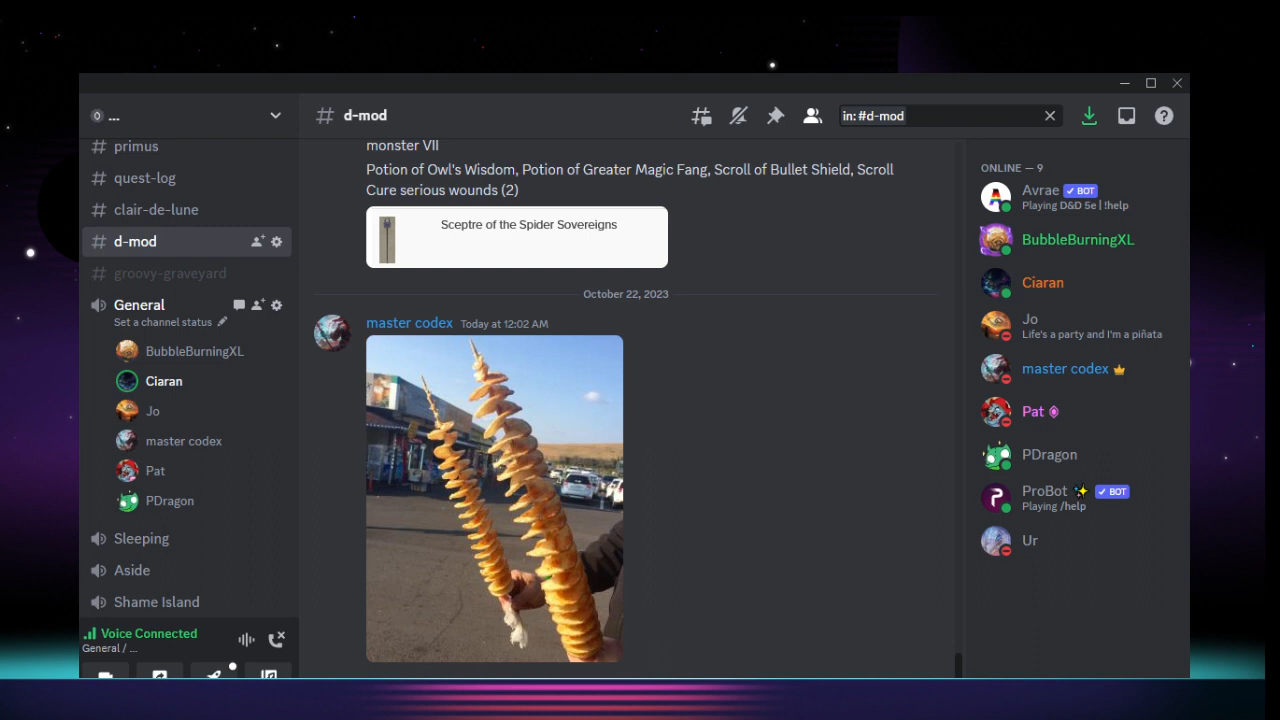 ...
primus
quest-log
clair-de-lune
d-mod
groovy-graveyard
General
Set a channel status
BubbleBurningXL
Ciaran
Jo
master codex
Pat
PDragon
Sleeping
Aside
Shame Island
Voice Connected
General / ...
d-mod
in: #d-mod
monster VII
Potion of Owl's Wisdom, Potion of Greater Magic Fang, Scroll of Bullet Shield, Scroll
Cure serious wounds (2)
Sceptre of the Spider Sovereigns
October 22, 2023
master codex Today at 12:02 AM
ONLINE — 9
Avrae ✓ BOT
Playing D&D 5e | !help
BubbleBurningXL
Ciaran
Jo
Life's a party and I'm a piñata
master codex
Pat
PDragon
ProBot ✨ ✓ BOT
Playing /help
Ur